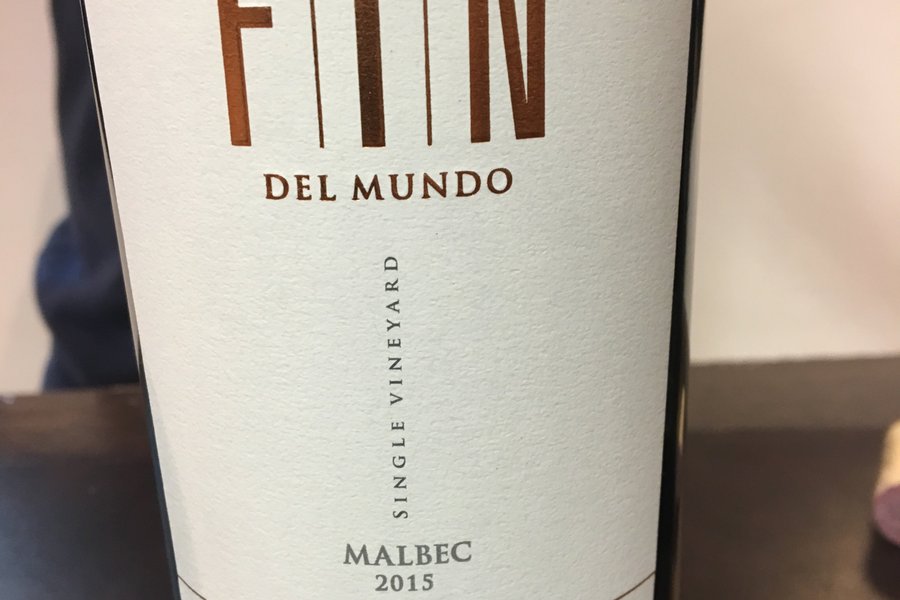 FIN
DEL MUNDO
SINGLE VINEYARD
MALBEC
2015